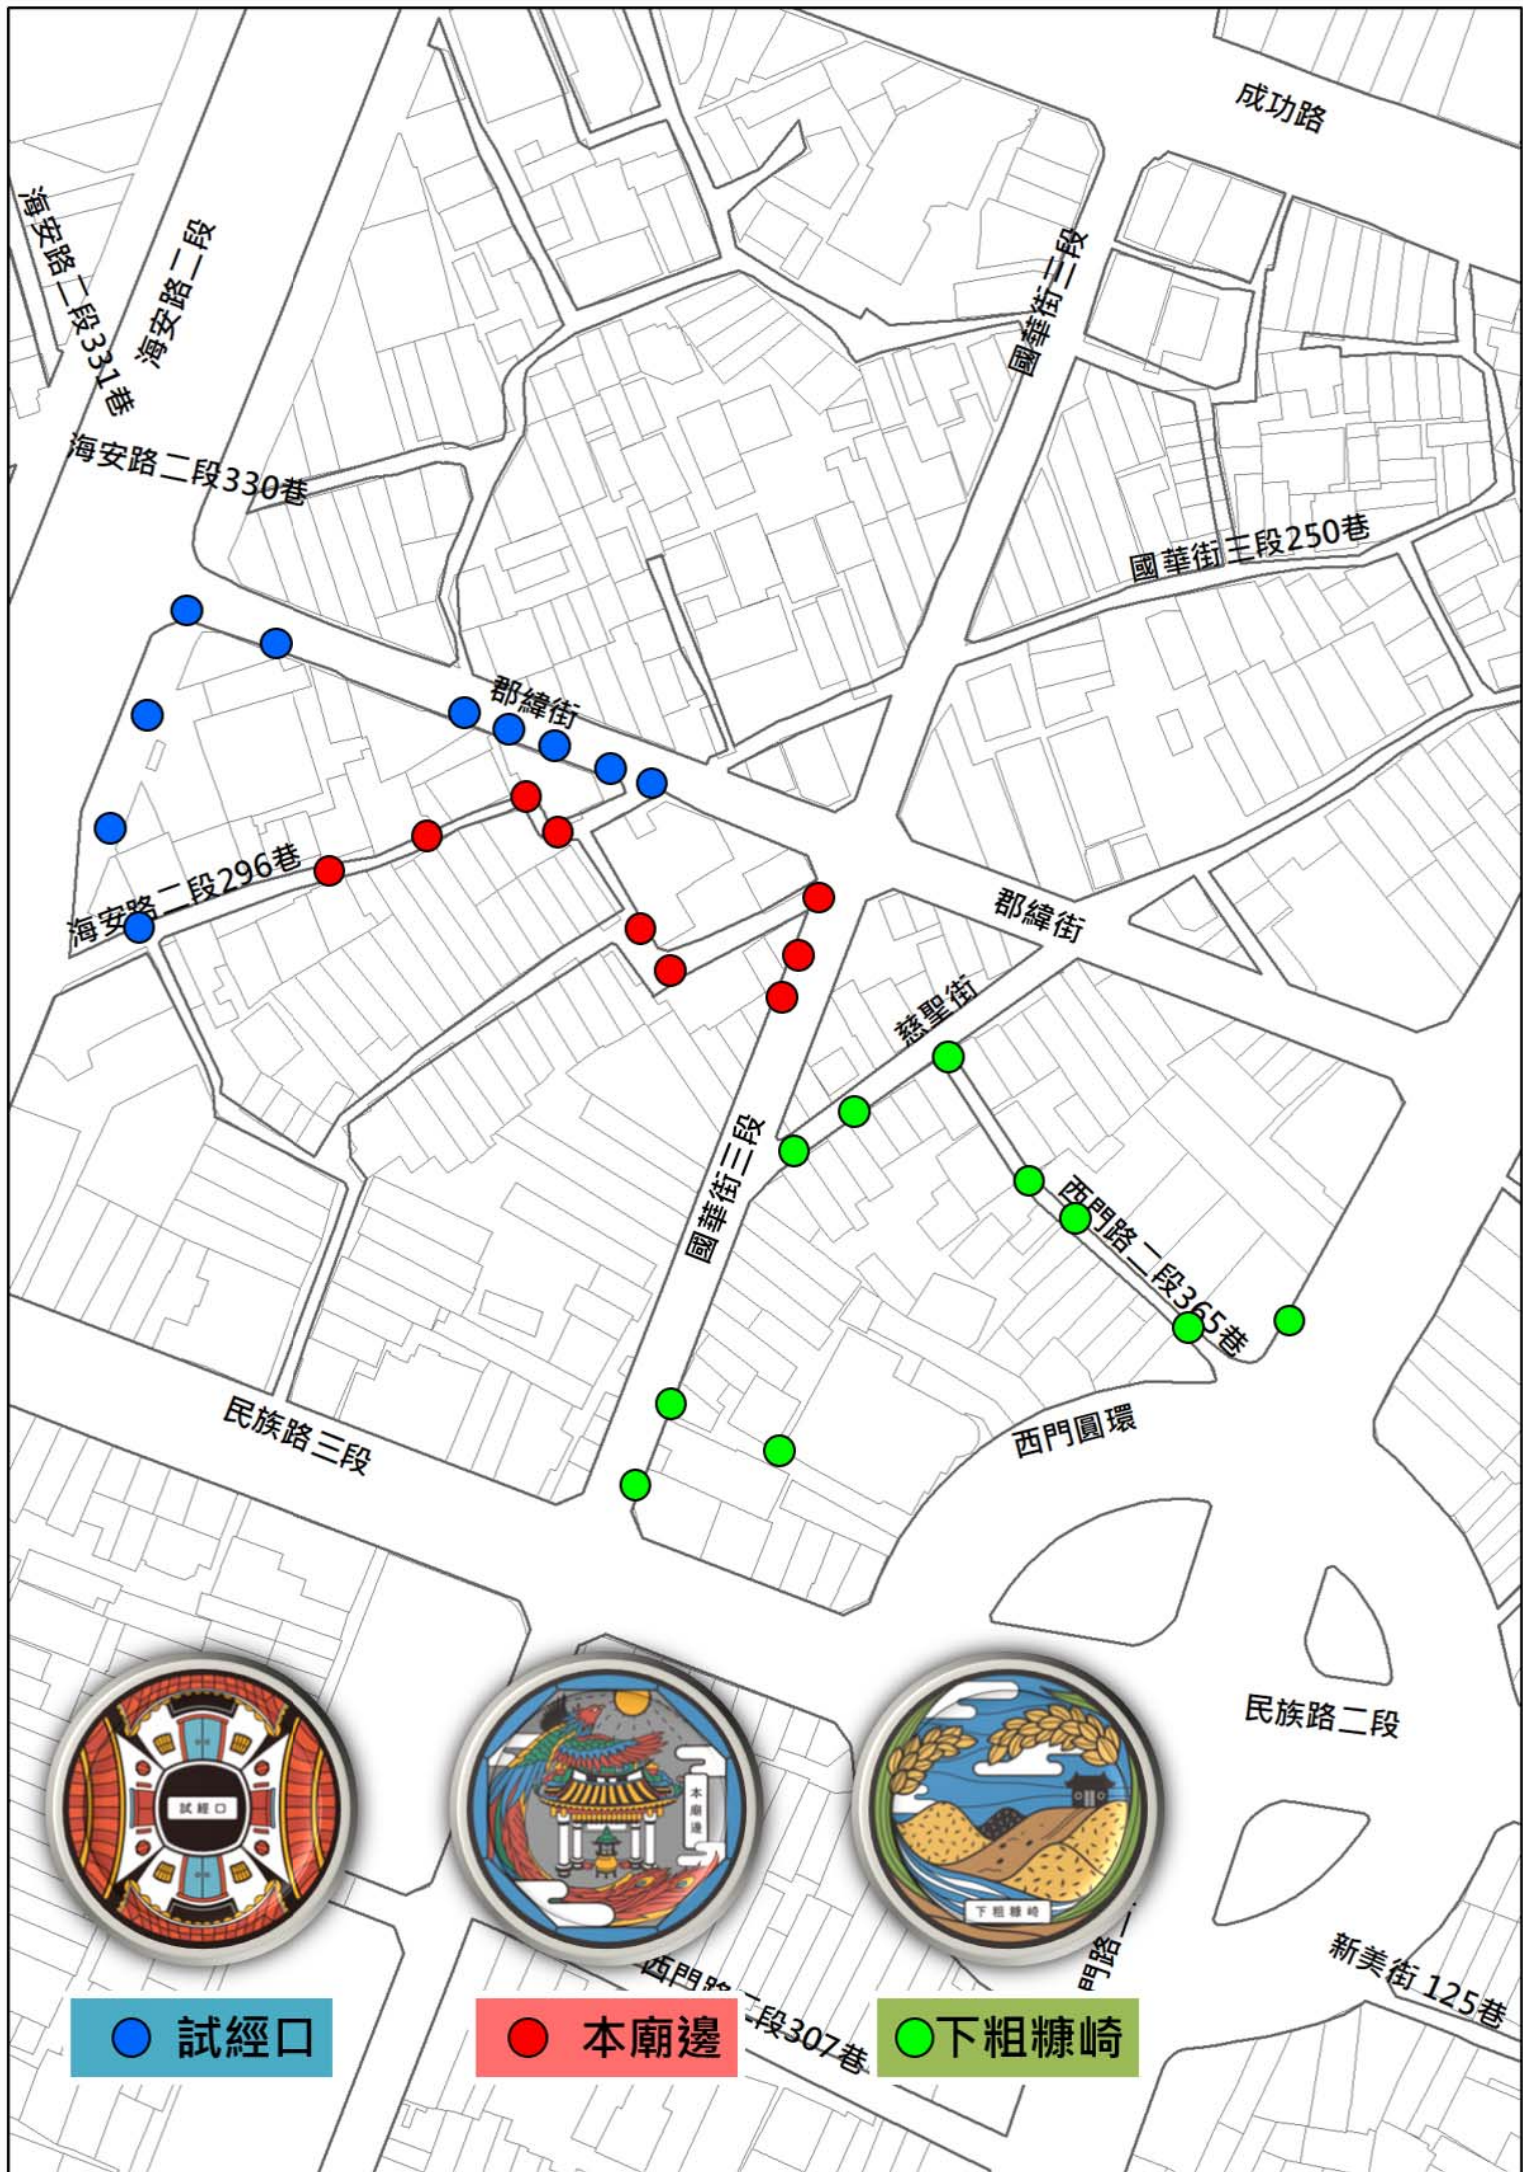 成功路
海安路二段331巷
海安路二段
國華街三段
海安路二段330巷
國華街三段250巷
郡緯街
海安路二段296巷
郡緯街
慈聖街
國華街三段
西門路二段365巷
民族路三段
西門圓環
民族路二段
試經口
本廟邊
下粗糠崎
門路二
新美街 125巷
西門路二段307巷
試經口
本廟邊
下粗糠崎